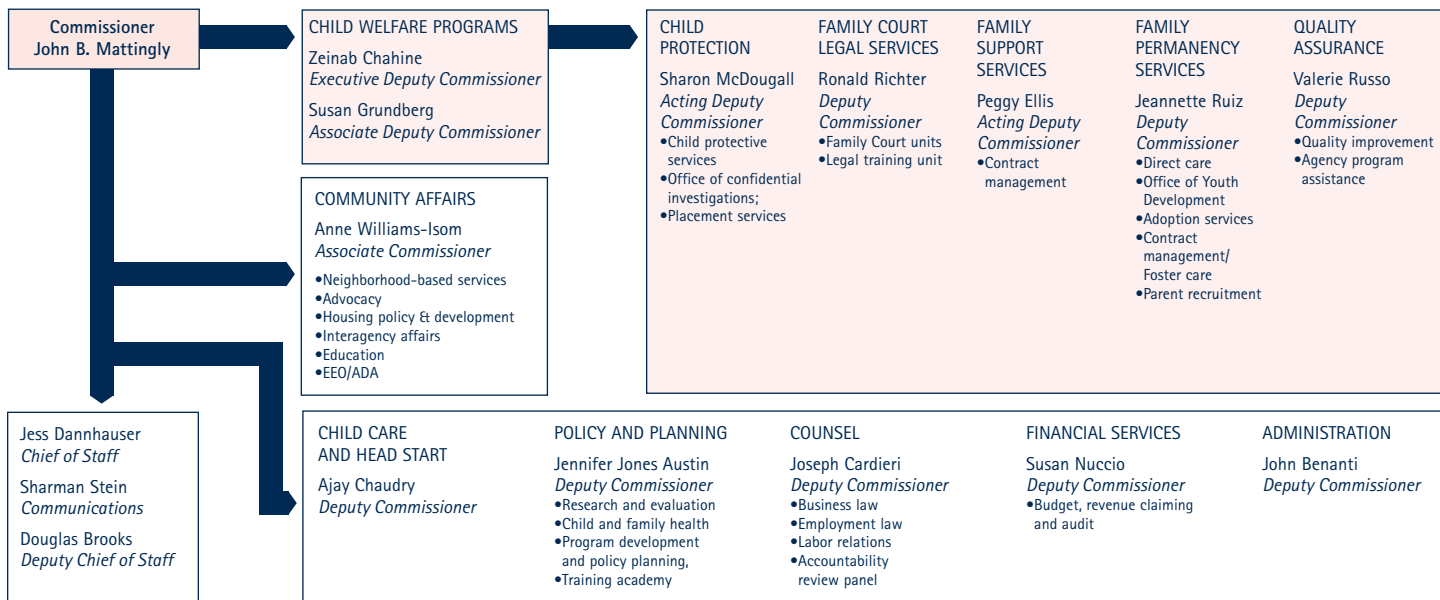 Commissioner
John B. Mattingly
CHILD WELFARE PROGRAMS
Zeinab Chahine
Executive Deputy Commissioner
Susan Grundberg
Associate Deputy Commissioner
CHILD
PROTECTION
Sharon McDougall
Acting Deputy
Commissioner
•Child protective
services
•Office of confidential
investigations;
•Placement services
FAMILY COURT
LEGAL SERVICES
Ronald Richter
Deputy
Commissioner
•Family Court units
•Legal training unit
FAMILY
SUPPORT
SERVICES
Peggy Ellis
Acting Deputy
Commissioner
•Contract
management
FAMILY
PERMANENCY
SERVICES
Jeannette Ruiz
Deputy
Commissioner
•Direct care
•Office of Youth
Development
•Adoption services
•Contract
management/
Foster care
•Parent recruitment
QUALITY
ASSURANCE
Valerie Russo
Deputy
Commissioner
•Quality improvement
•Agency program
assistance
COMMUNITY AFFAIRS
Anne Williams-Isom
Associate Commissioner
•Neighborhood-based services
•Advocacy
•Housing policy & development
•Interagency affairs
•Education
•EEO/ADA
Jess Dannhauser
Chief of Staff
Sharman Stein
Communications
Douglas Brooks
Deputy Chief of Staff
CHILD CARE
AND HEAD START
Ajay Chaudry
Deputy Commissioner
POLICY AND PLANNING
Jennifer Jones Austin
Deputy Commissioner
•Research and evaluation
•Child and family health
•Program development
and policy planning,
•Training academy
COUNSEL
Joseph Cardieri
Deputy Commissioner
•Business law
•Employment law
•Labor relations
•Accountability
review panel
FINANCIAL SERVICES
Susan Nuccio
Deputy Commissioner
•Budget, revenue claiming
and audit
ADMINISTRATION
John Benanti
Deputy Commissioner